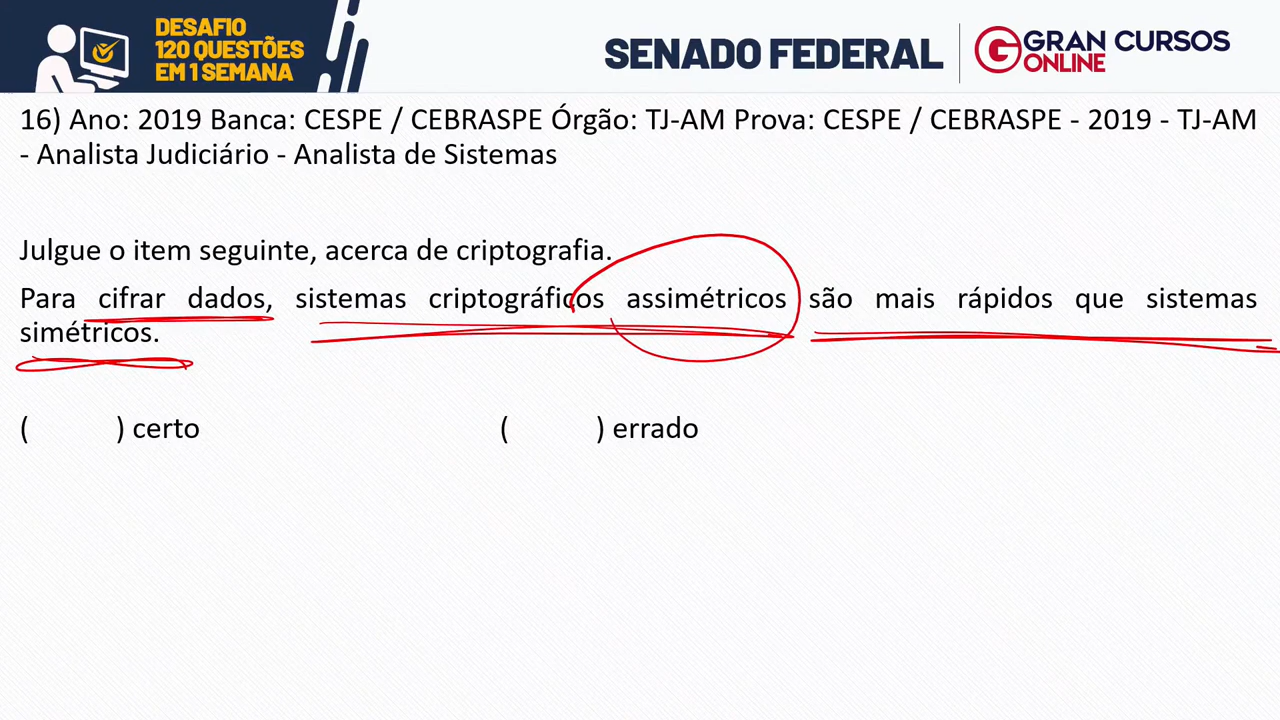 DESAFIO
120 QUESTÕES
EM 1 SEMANA
SENADO FEDERAL
GRAN CURSOS
ONLINE
16) Ano: 2019 Banca: CESPE / CEBRASPE Órgão: TJ-AM Prova: CESPE / CEBRASPE - 2019 - TJ-AM
- Analista Judiciário - Analista de Sistemas
Julgue o item seguinte, acerca de criptografia.
Para cifrar dados, sistemas criptográficos assimétricos são mais rápidos que sistemas
simétricos.
( ) certo ( ) errado